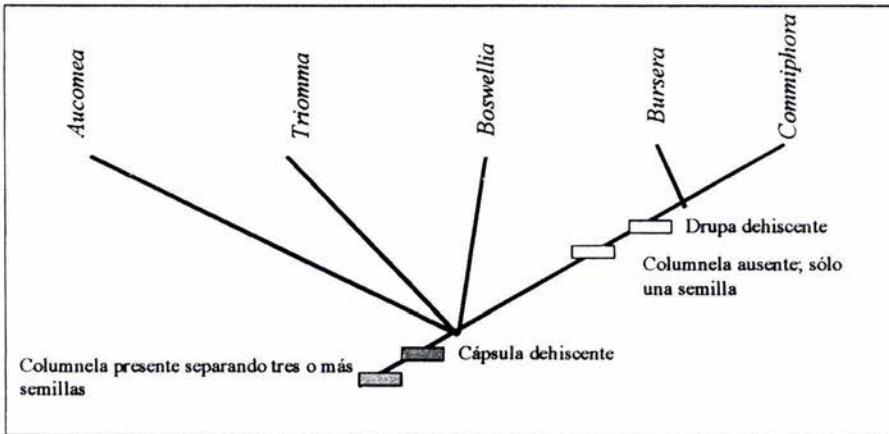 Aucomea
Triomma
Boswellia
Bursera
Commiphora
Drupa dehiscente
Columnela ausente; sólo
una semilla
Cápsula dehiscente
Columnela presente separando tres o más
semillas